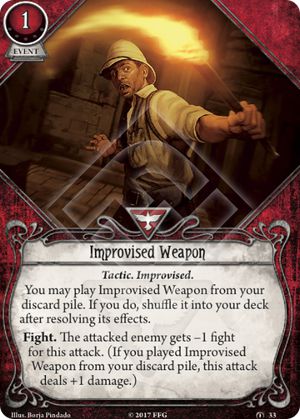 1
EVENT
Improvised Weapon
Tactic. Improvised.
You may play Improvised Weapon from your
discard pile. If you do, shuffle it into your deck
after resolving its effects.
Fight. The attacked enemy gets –1 fight
for this attack. (If you played Improvised
Weapon from your discard pile, this attack
deals +1 damage.)
Illus. Borja Pindado
© 2017 FFG
33